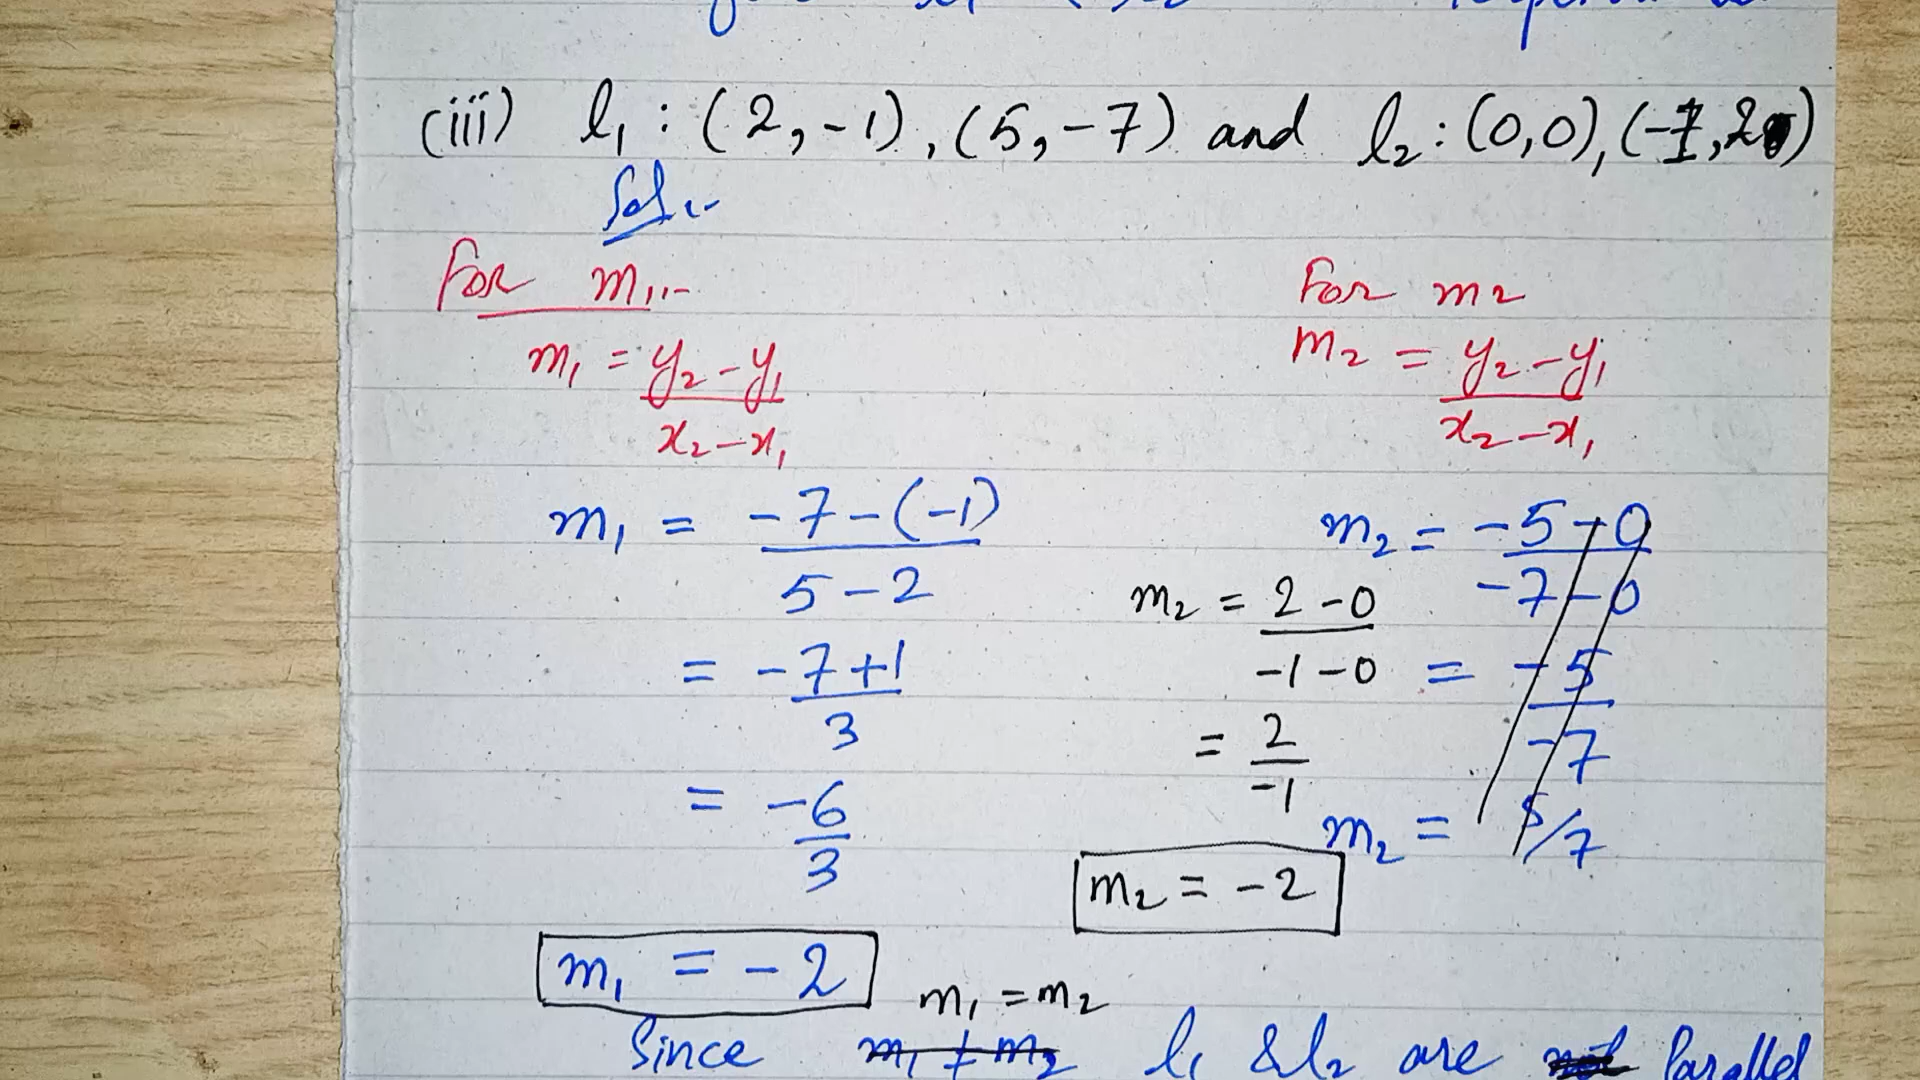 (iii) l₁ : (2, -1), (5, -7) and l₂ : (0,0), (-1, 2)
Sol :-
For m₁ :-
m₁ = y₂ - y₁
x₂ - x₁
m₁ = -7-(-1)
5-2
= -7+1
3
= -6
3
m₁ = -2
For m₂
m₂ = y₂ - y₁
x₂ - x₁
m₂ = -5-0
-7-0
= -5
-7
m₂ = 5/7
m₂ = 2-0
-1-0
= 2
-1
m₂ = -2
m₁ = m₂
Since m₁ ≠ m₂ l₁ & l₂ are not Parallel